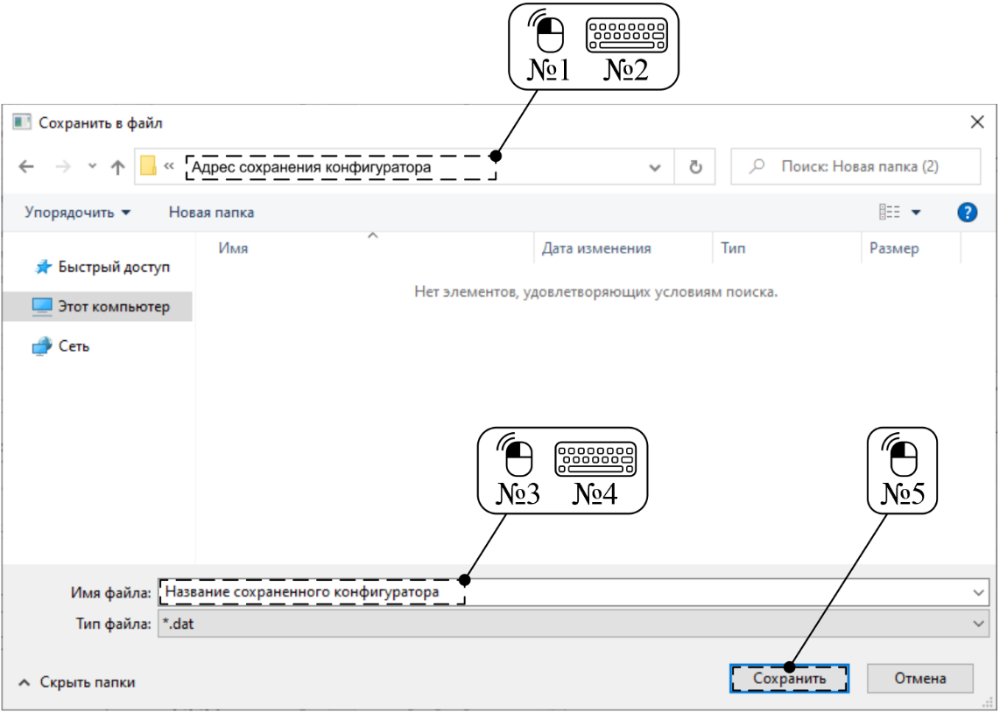 №1 №2
Сохранить в файл
« Адрес сохранения конфигуратора
Поиск: Новая папка (2)
Упорядочить Новая папка
?
Имя Дата изменения Тип Размер
Быстрый доступ
Нет элементов, удовлетворяющих условиям поиска.
Этот компьютер
Сеть
№3 №4
№5
Имя файла: Название сохраненного конфигуратора
Тип файла: *.dat
Скрыть папки
Сохранить Отмена